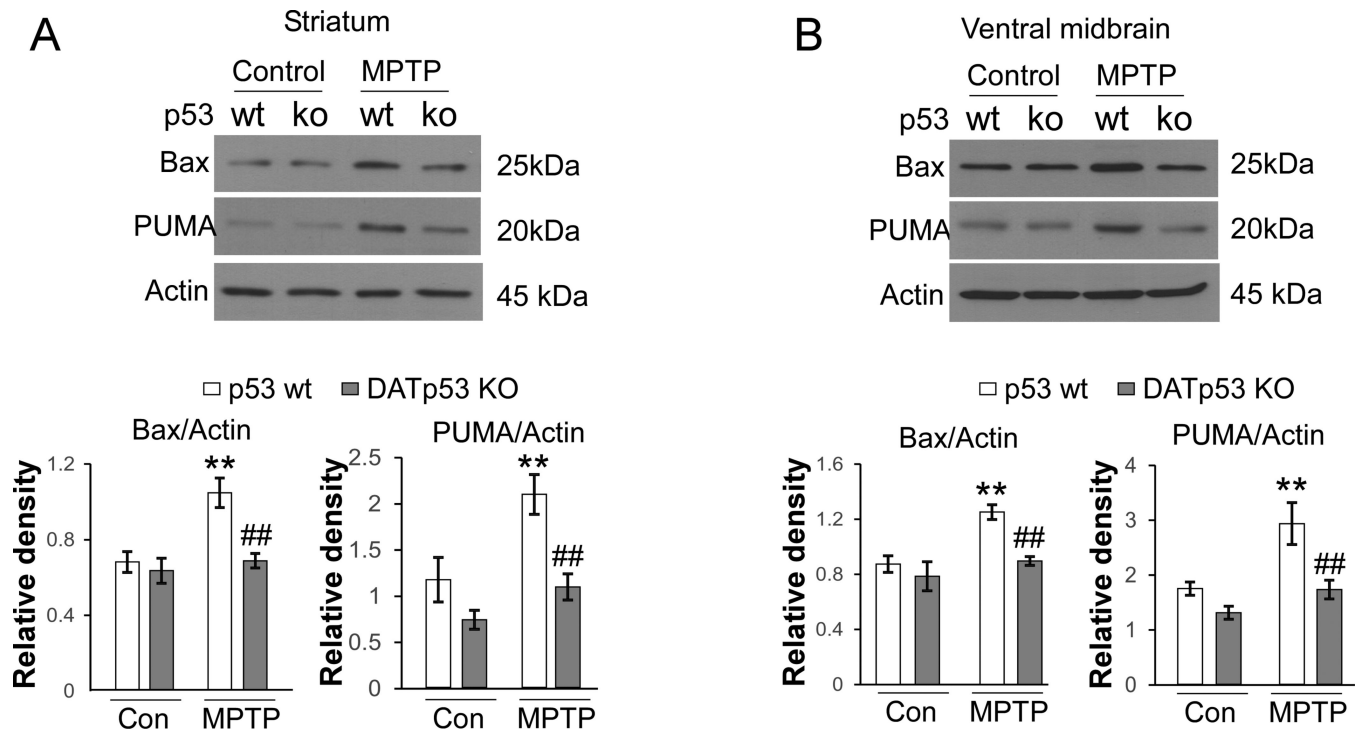 A
Striatum
Control MPTP
p53 wt ko wt ko
Bax 25kDa
PUMA 20kDa
Actin 45 kDa
p53 wt DATp53 KO
Bax/Actin
Relative density
1.2
0.8
0.4
0
**
##
Con MPTP
PUMA/Actin
Relative density
2.5
2
1.5
1
0.5
0
**
##
Con MPTP
B
Ventral midbrain
Control MPTP
p53 wt ko wt ko
Bax 25kDa
PUMA 20kDa
Actin 45 kDa
p53 wt DATp53 KO
Bax/Actin
Relative density
1.6
1.2
0.8
0.4
0
**
##
Con MPTP
PUMA/Actin
Relative density
4
3
2
1
0
**
##
Con MPTP